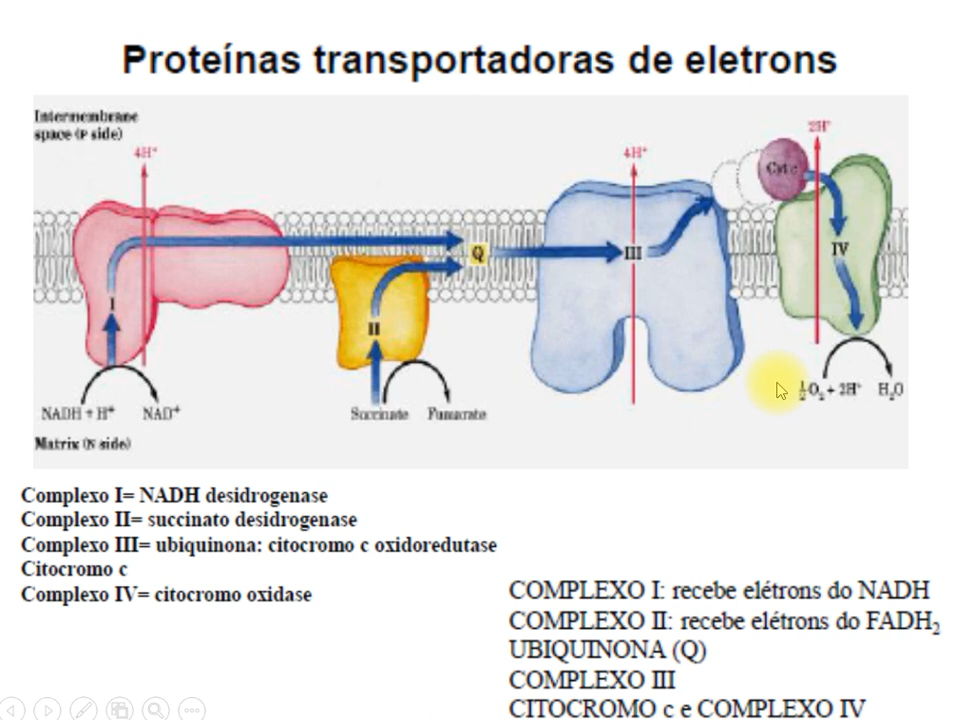 Proteínas transportadoras de eletrons
Intermembrane
space (P side)
4H⁺
4H⁺
2H⁺
Cyt c
Q
III
IV
I
II
NADH + H⁺
NAD⁺
Succinate
Fumarate
½O₂ + 2H⁺
H₂O
Matrix (N side)
Complexo I= NADH desidrogenase
Complexo II= succinato desidrogenase
Complexo III= ubiquinona: citocromo c oxidoredutase
Citocromo c
Complexo IV= citocromo oxidase
COMPLEXO I: recebe elétrons do NADH
COMPLEXO II: recebe elétrons do FADH₂
UBIQUINONA (Q)
COMPLEXO III
CITOCROMO c e COMPLEXO IV